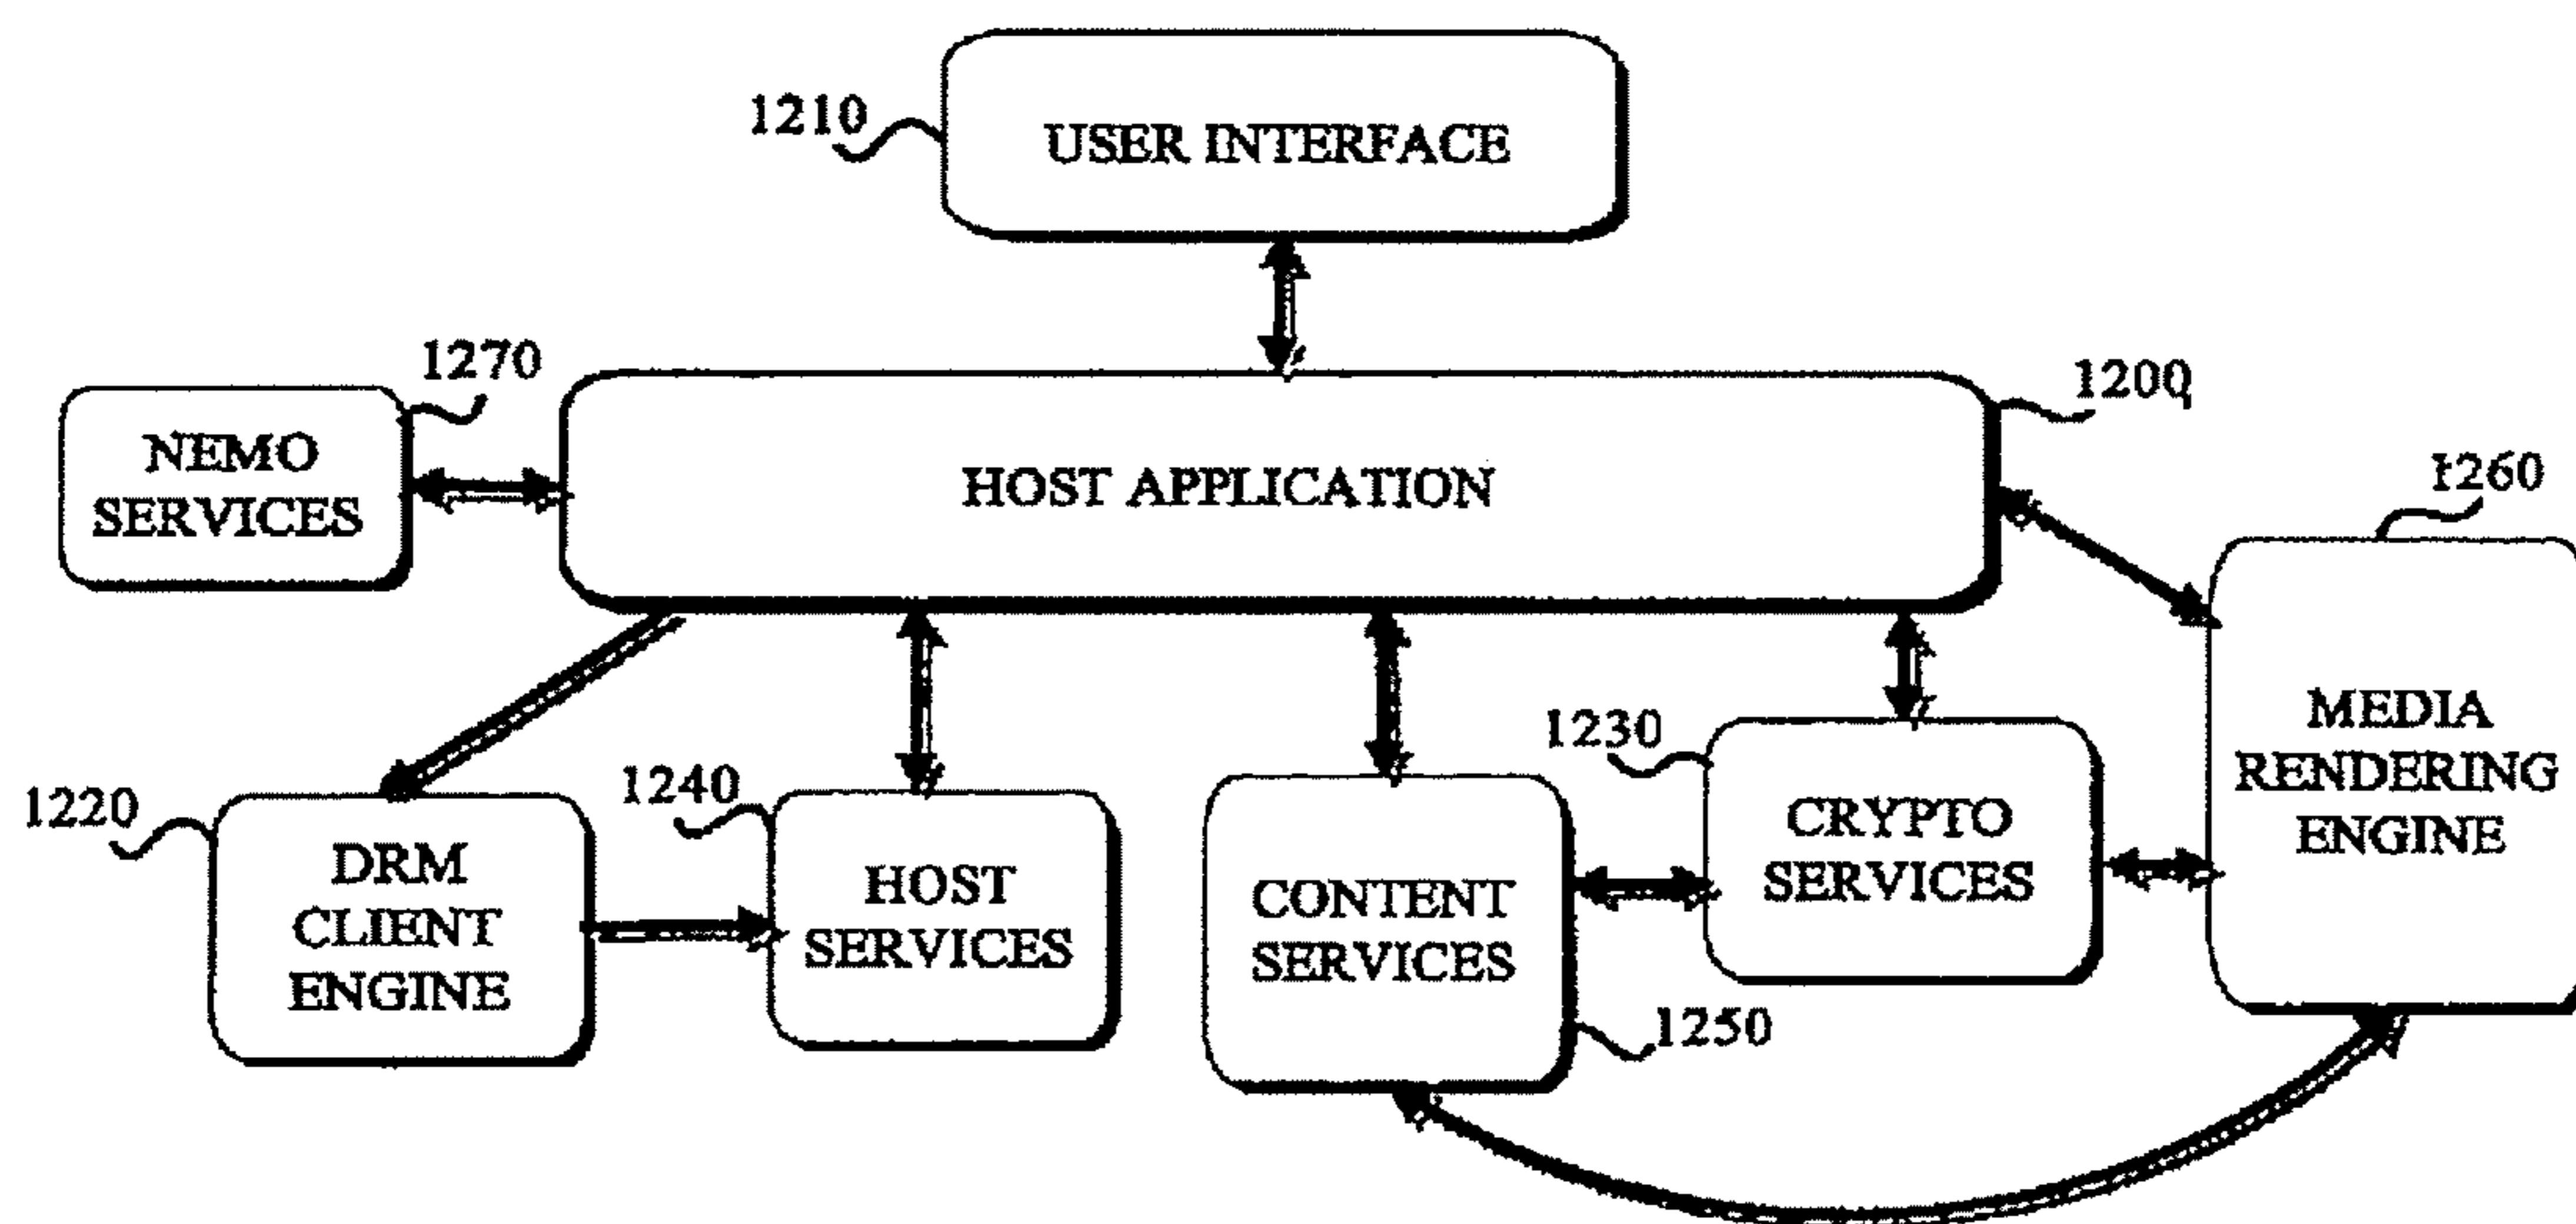 1210
USER INTERFACE
1270
1200
NEMO
SERVICES
HOST APPLICATION
1260
MEDIA
RENDERING
ENGINE
1230
CRYPTO
SERVICES
1220
1240
DRM
CLIENT
ENGINE
HOST
SERVICES
CONTENT
SERVICES
1250